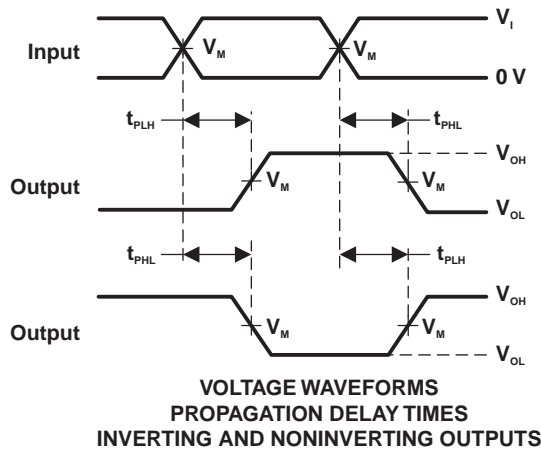 V_I
Input V_M V_M
0 V
t_PLH t_PHL
V_OH
Output V_M V_M
V_OL
t_PHL t_PLH
V_OH
Output V_M V_M
V_OL
VOLTAGE WAVEFORMS
PROPAGATION DELAY TIMES
INVERTING AND NONINVERTING OUTPUTS